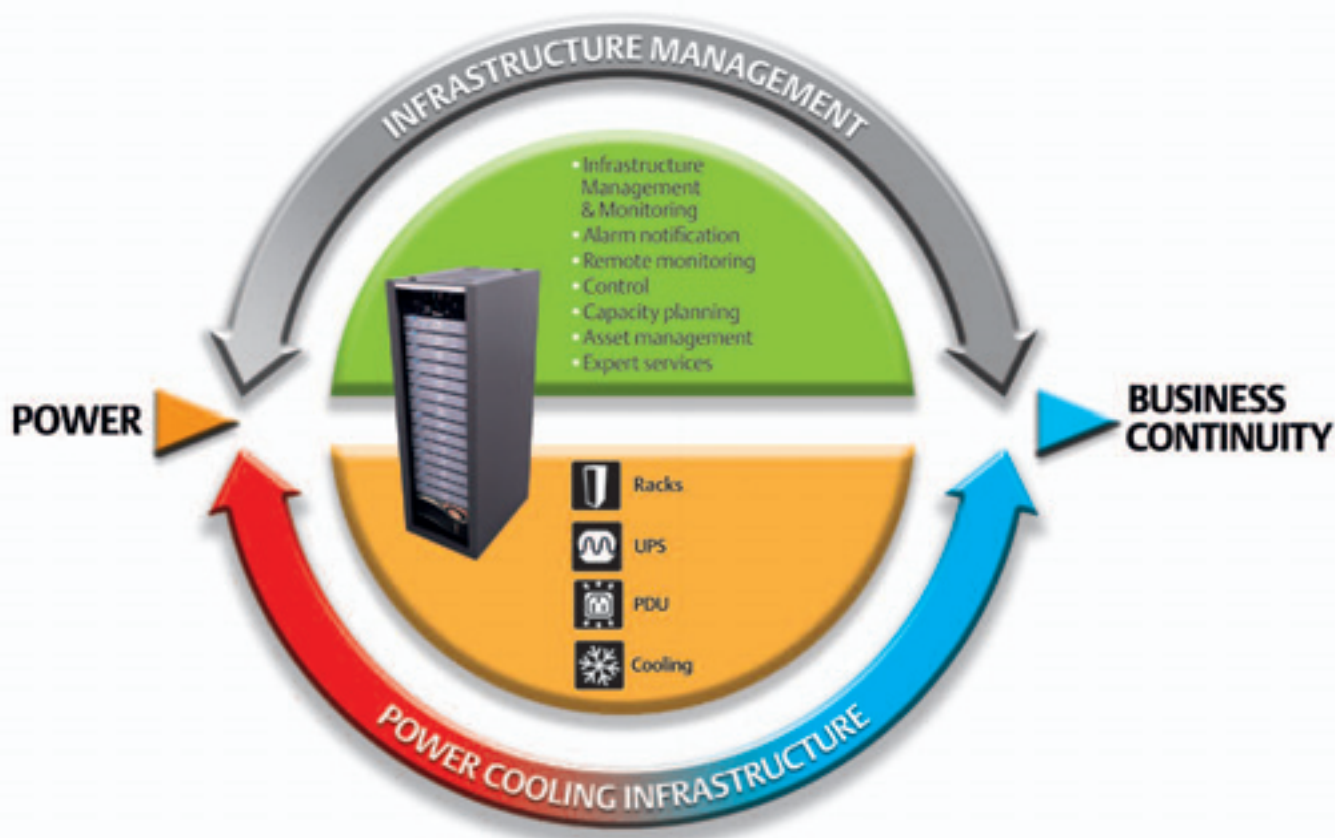 INFRASTRUCTURE MANAGEMENT
• Infrastructure
Management
& Monitoring
• Alarm notification
• Remote monitoring
• Control
• Capacity planning
• Asset management
• Expert services
POWER
BUSINESS
CONTINUITY
Racks
UPS
PDU
Cooling
POWER COOLING INFRASTRUCTURE